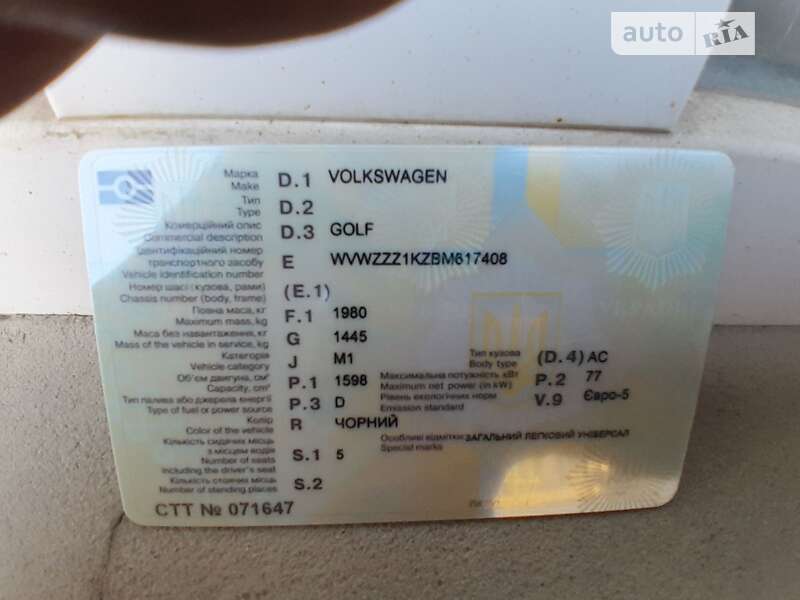 auto RIA
Марка D.1 VOLKSWAGEN
Make
Тип D.2
Type
Комерційний опис D.3 GOLF
Commercial description
Ідентифікаційний номер
транспортного засобу E WVWZZZ1KZBM617408
Vehicle identification number
Номер шасі (кузова, рами) (E.1)
Chassis number (body, frame)
Повна маса, кг F.1 1980
Maximum mass, kg
Маса без навантаження, кг G 1445
Mass of the vehicle in service, kg
Категорія J M1 Тип кузова (D.4) AC
Vehicle category Body type
Об'єм двигуна, см³ P.1 1598 Максимальна потужність кВт P.2 77
Capacity, cm³ Maximum net power (in kW)
Тип палива або джерела енергії P.3 D Рівень екологічних норм V.9 Євро-5
Type of fuel or power source Emission standard
Колір R ЧОРНИЙ
Color of the vehicle
Кількість сидячих місць Особливі відмітки ЗАГАЛЬНИЙ ЛЕГКОВИЙ УНІВЕРСАЛ
з місцем водія S.1 5 Special marks
Number of seats
including the driver's seat
Кількість стоячих місць S.2
Number of standing places
СТТ № 071647